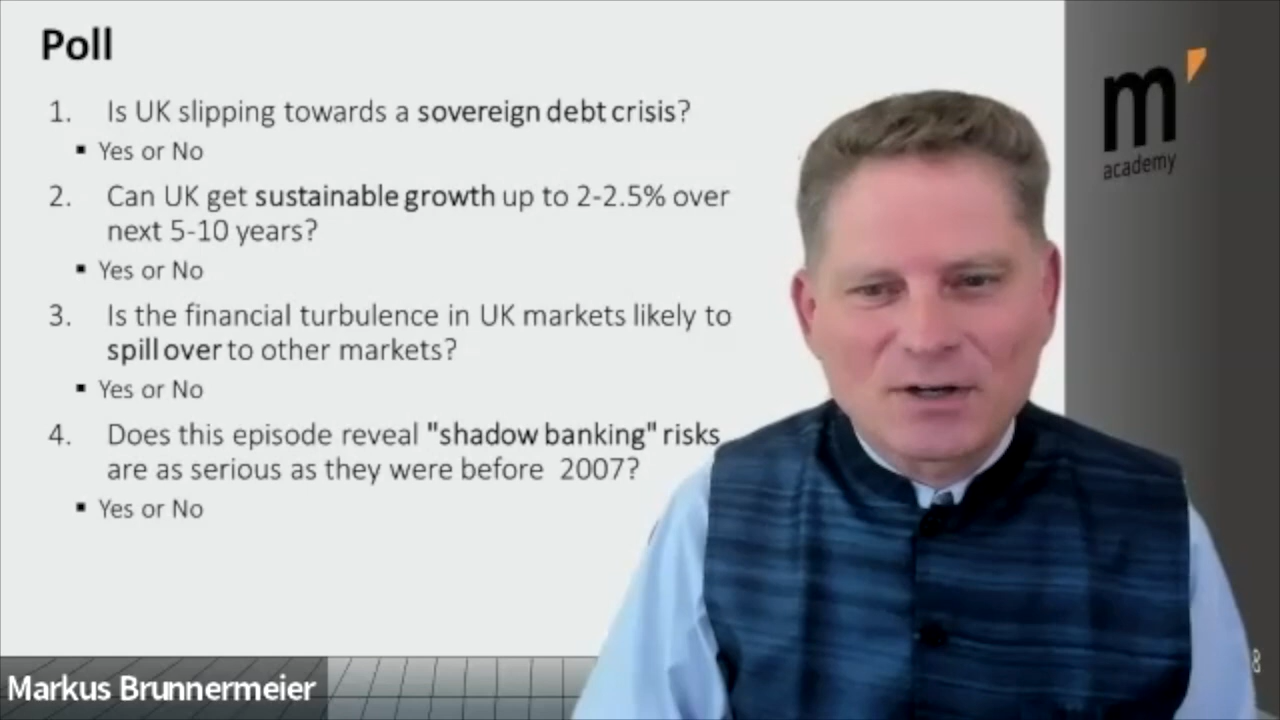 Poll
1. Is UK slipping towards a sovereign debt crisis?
▪ Yes or No
2. Can UK get sustainable growth up to 2-2.5% over
next 5-10 years?
▪ Yes or No
3. Is the financial turbulence in UK markets likely to
spill over to other markets?
▪ Yes or No
4. Does this episode reveal "shadow banking" risks
are as serious as they were before 2007?
▪ Yes or No
m'
academy
8
Markus Brunnermeier